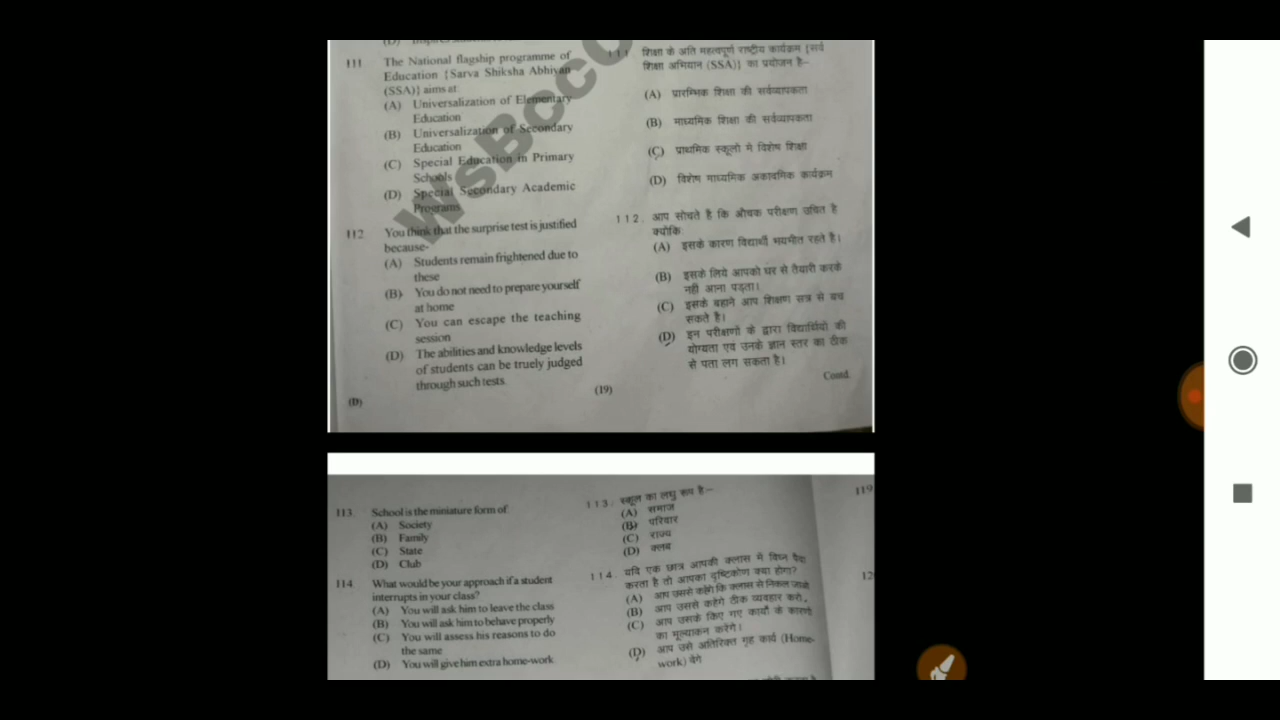 111 The National flagship programme of
Education {Sarva Shiksha Abhiyan
(SSA)} aims at
(A) Universalization of Elementary
Education
(B) Universalization of Secondary
Education
(C) Special Education in Primary
Schools
(D) Special Secondary Academic
Programs
112 You think that the surprise test is justified
because-
(A) Students remain frightened due to
these
(B) You do not need to prepare yourself
at home
(C) You can escape the teaching
session
(D) The abilities and knowledge levels
of students can be truely judged
through such tests.
(D)
111 शिक्षा के अति महत्वपूर्ण राष्ट्रीय कार्यक्रम {सर्व
शिक्षा अभियान (SSA)} का प्रयोजन है-
(A) प्रारम्भिक शिक्षा की सर्वव्यापकता
(B) माध्यमिक शिक्षा की सर्वव्यापकता
(C) प्राथमिक स्कूलो मे विशेष शिक्षा
(D) विशेष माध्यमिक अकादमिक कार्यक्रम
112. आप सोचते है कि औचक परीक्षण उचित है
क्योकि
(A) इसके कारण विद्यार्थी भयभीत रहते है।
(B) इसके लिये आपको घर से तैयारी करके
नही आना पड़ता।
(C) इसके बहाने आप शिक्षण सत्र से बच
सकते है।
(D) इन परीक्षणों के द्वारा विद्यार्थियों की
योग्यता एव उनके ज्ञान स्तर का ठीक
से पता लग सकता है।
Contd.
(19)
113. School is the miniature form of
(A) Society
(B) Family
(C) State
(D) Club
114 What would be your approach if a student
interrupts in your class?
(A) You will ask him to leave the class
(B) You will ask him to behave properly
(C) You will assess his reasons to do
the same
(D) You will give him extra home-work
113. स्कूल का लघु रूप है-
(A) समाज
(B) परिवार
(C) राज्य
(D) क्लब
114. यदि एक छात्र आपकी क्लास में विघ्न पैदा
करता है तो आपका दृष्टिकोण क्या होगा?
(A) आप उससे कहेंगे कि क्लास से निकल जाओ
(B) आप उससे कहेगे ठीक व्यवहार करो,
(C) आप उसके किए गए कार्यो के कारणो
का मूल्याकन करेंगे।
(D) आप उसे अतिरिक्त गृह कार्य (Home-
work) देगे
119
12